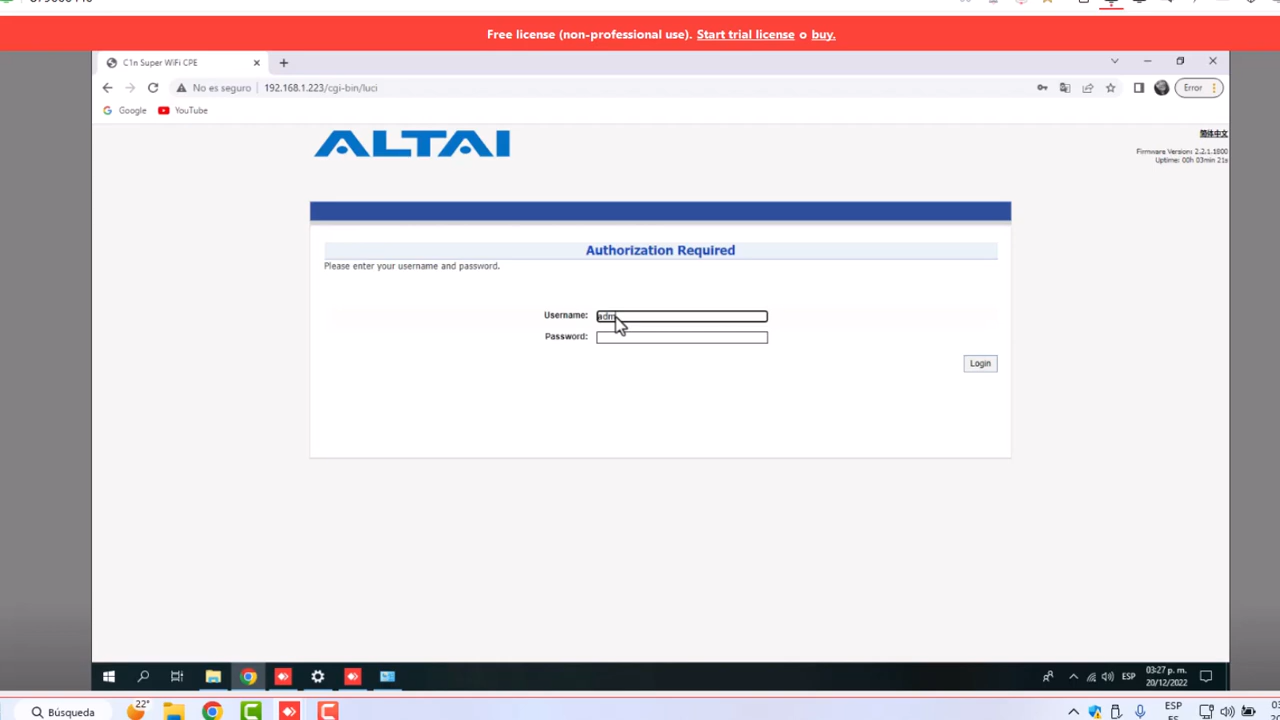 Free license (non-professional use). Start trial license o buy.
C1n Super WiFi CPE
No es seguro 192.168.1.223/cgi-bin/luci
Error
Google YouTube
ALTAI
简体中文
Firmware Version: 2.2.1.1800
Uptime: 00h 03min 21s
Authorization Required
Please enter your username and password.
Username: adm
Password:
Login
ESP
03:27 p. m.
20/12/2022
Búsqueda
22°
ESP